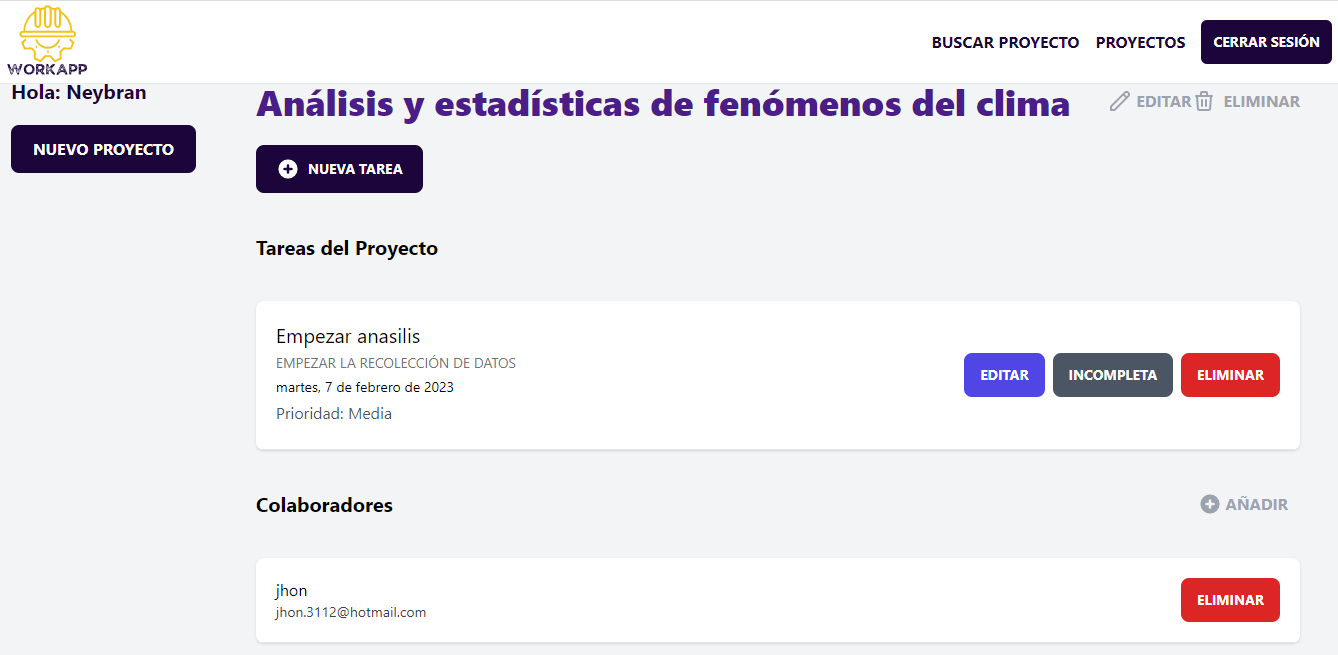 WORKAPP
BUSCAR PROYECTO
PROYECTOS
CERRAR SESIÓN
Hola: Neybran
NUEVO PROYECTO
Análisis y estadísticas de fenómenos del clima
EDITAR
ELIMINAR
NUEVA TAREA
Tareas del Proyecto
Empezar anasilis
EMPEZAR LA RECOLECCIÓN DE DATOS
martes, 7 de febrero de 2023
Prioridad: Media
EDITAR
INCOMPLETA
ELIMINAR
Colaboradores
AÑADIR
jhon
jhon.3112@hotmail.com
ELIMINAR